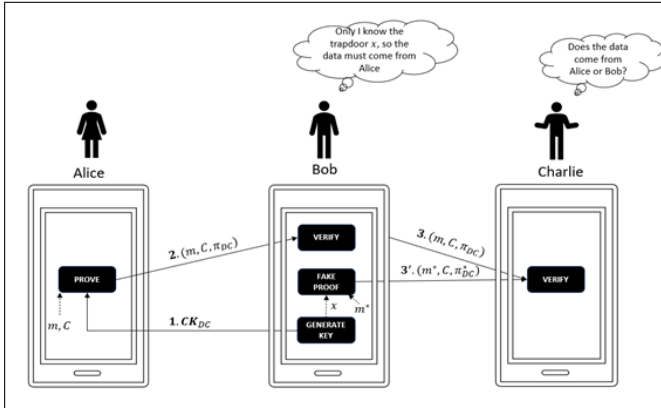 Only I know the
trapdoor x, so the
data must come from
Alice
Does the data
come from
Alice or Bob?
Alice
Bob
Charlie
2. (m, C, π_DC)
VERIFY
3. (m, C, π_DC)
PROVE
FAKE
PROOF
3′. (m*, C, π*_DC)
VERIFY
m, C
x
m*
1. CK_DC
GENERATE
KEY